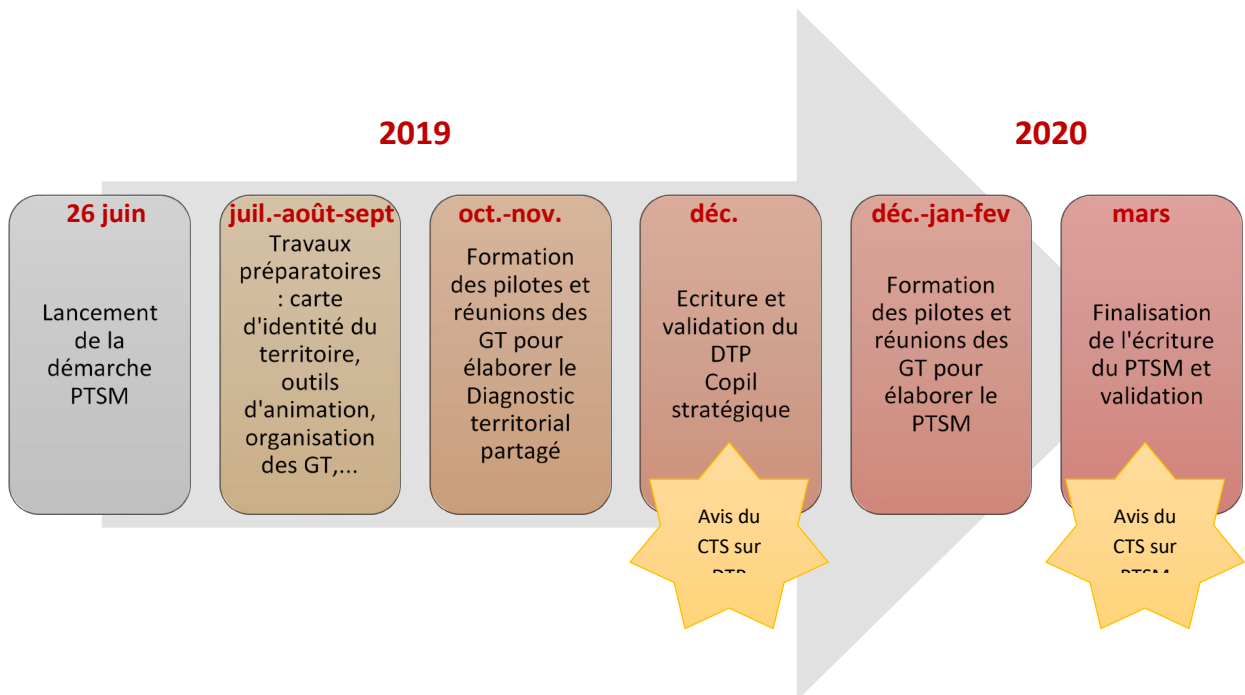 2019
2020
26 juin
Lancement
de la
démarche
PTSM
juil.-août-sept
Travaux
préparatoires
: carte
d'identité du
territoire,
outils
d'animation,
organisation
des GT,...
oct.-nov.
Formation
des pilotes et
réunions des
GT pour
élaborer le
Diagnostic
territorial
partagé
déc.
Ecriture et
validation du
DTP
Copil
stratégique
Avis du
CTS sur
DTP
déc.-jan-fev
Formation
des pilotes et
réunions des
GT pour
élaborer le
PTSM
mars
Finalisation
de l'écriture
du PTSM et
validation
Avis du
CTS sur
PTSM